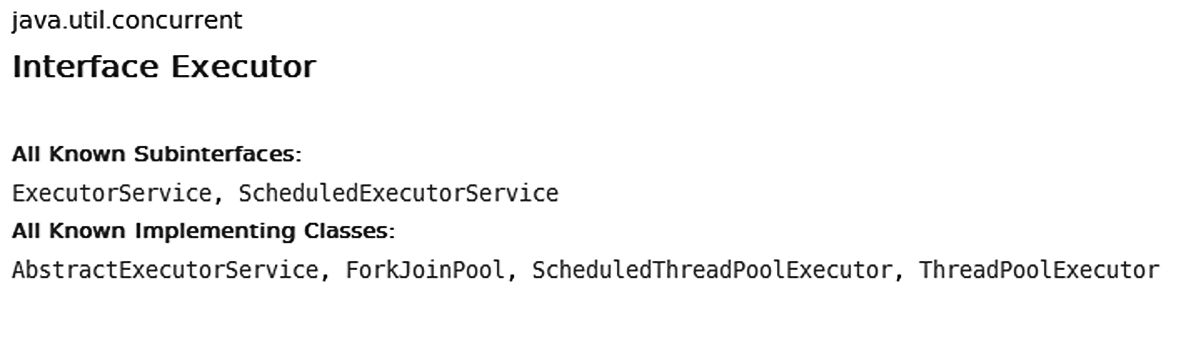 java.util.concurrent
Interface Executor
All Known Subinterfaces:
ExecutorService, ScheduledExecutorService
All Known Implementing Classes:
AbstractExecutorService, ForkJoinPool, ScheduledThreadPoolExecutor, ThreadPoolExecutor